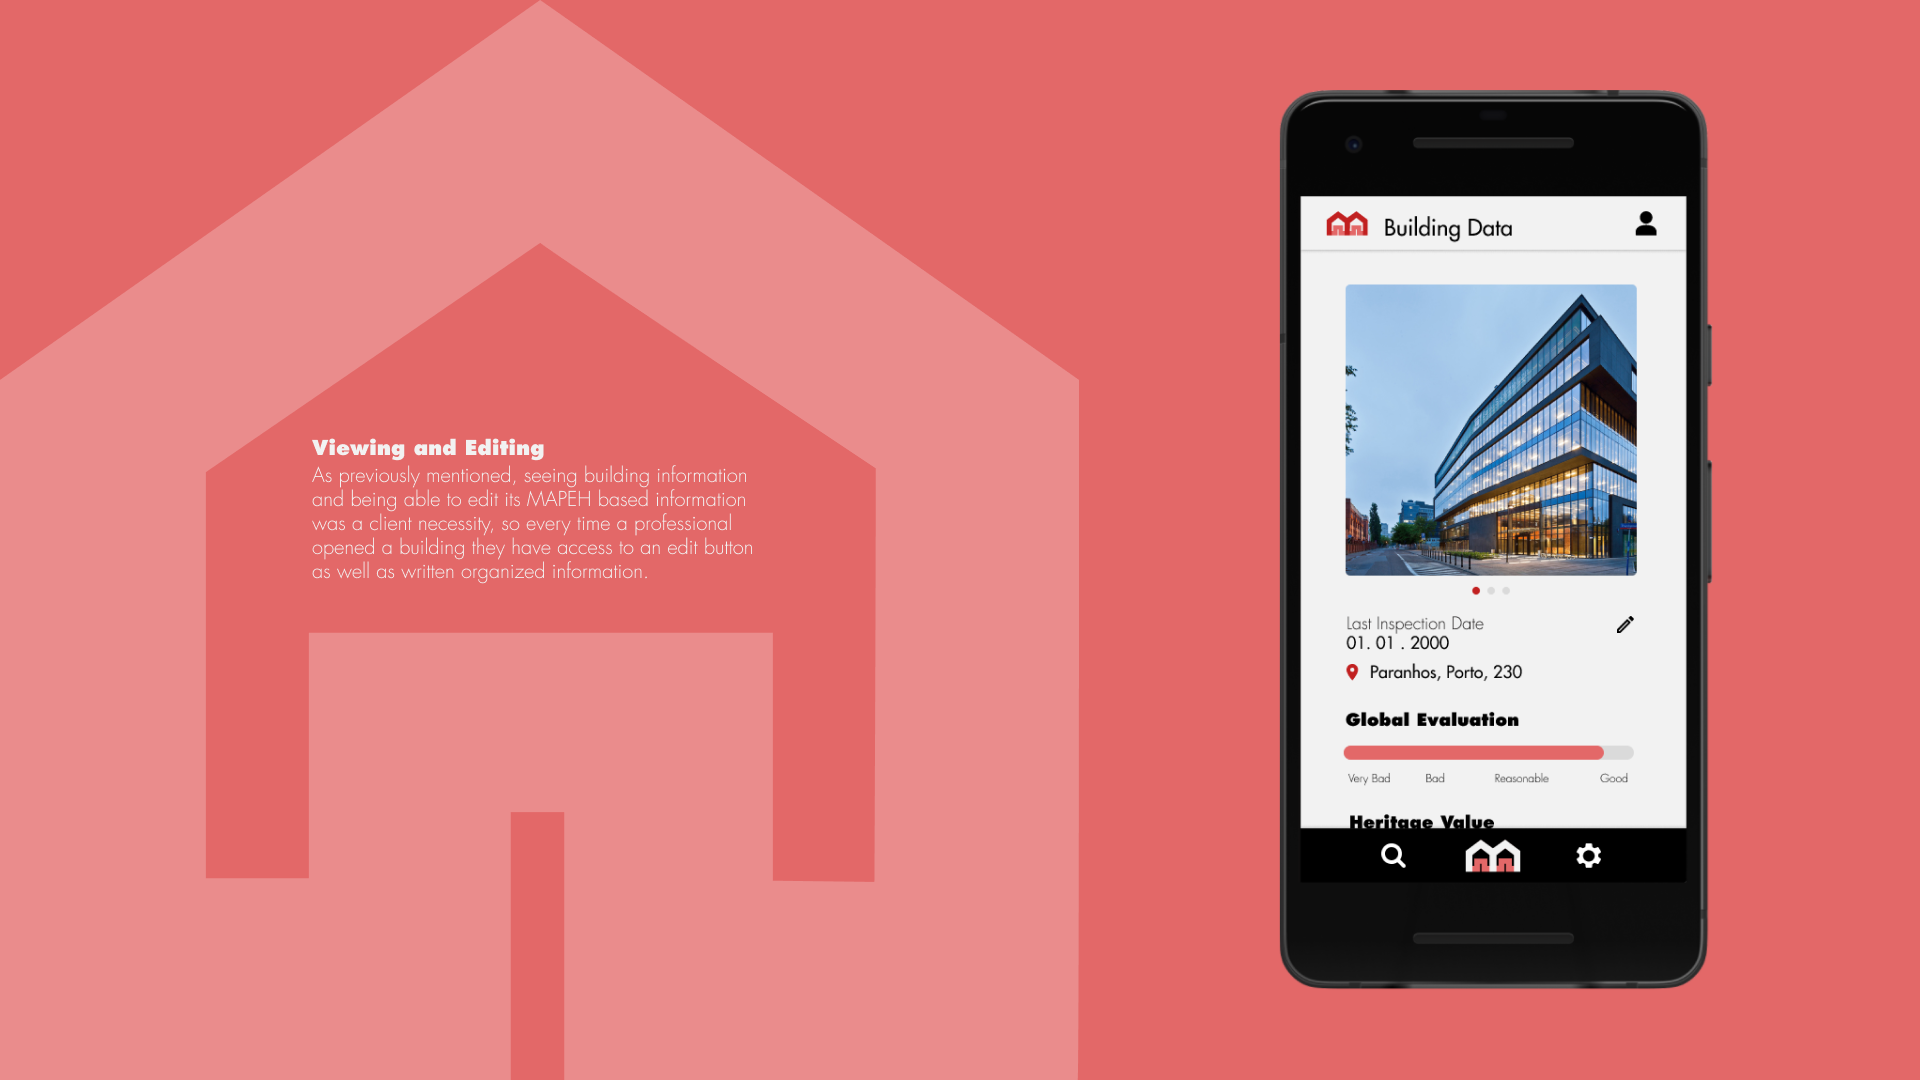 Viewing and Editing
As previously mentioned, seeing building information
and being able to edit its MAPEH based information
was a client necessity, so every time a professional
opened a building they have access to an edit button
as well as written organized information.
Building Data
Last Inspection Date
01. 01 . 2000
Paranhos, Porto, 230
Global Evaluation
Very Bad Bad Reasonable Good
Heritage Value